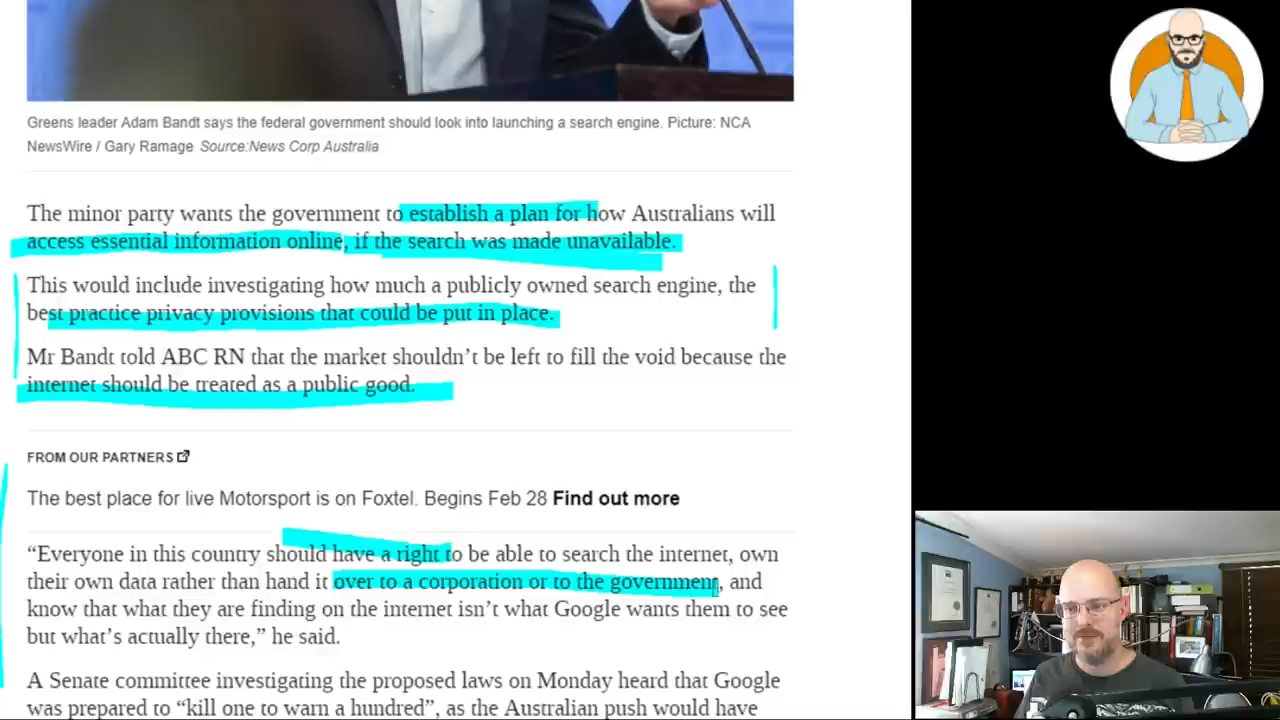 Greens leader Adam Bandt says the federal government should look into launching a search engine. Picture: NCA
NewsWire / Gary Ramage Source:News Corp Australia
The minor party wants the government to establish a plan for how Australians will
access essential information online, if the search was made unavailable.
This would include investigating how much a publicly owned search engine, the
best practice privacy provisions that could be put in place.
Mr Bandt told ABC RN that the market shouldn’t be left to fill the void because the
internet should be treated as a public good.
FROM OUR PARTNERS
The best place for live Motorsport is on Foxtel. Begins Feb 28 Find out more
“Everyone in this country should have a right to be able to search the internet, own
their own data rather than hand it over to a corporation or to the government, and
know that what they are finding on the internet isn’t what Google wants them to see
but what’s actually there,” he said.
A Senate committee investigating the proposed laws on Monday heard that Google
was prepared to “kill one to warn a hundred”, as the Australian push would have